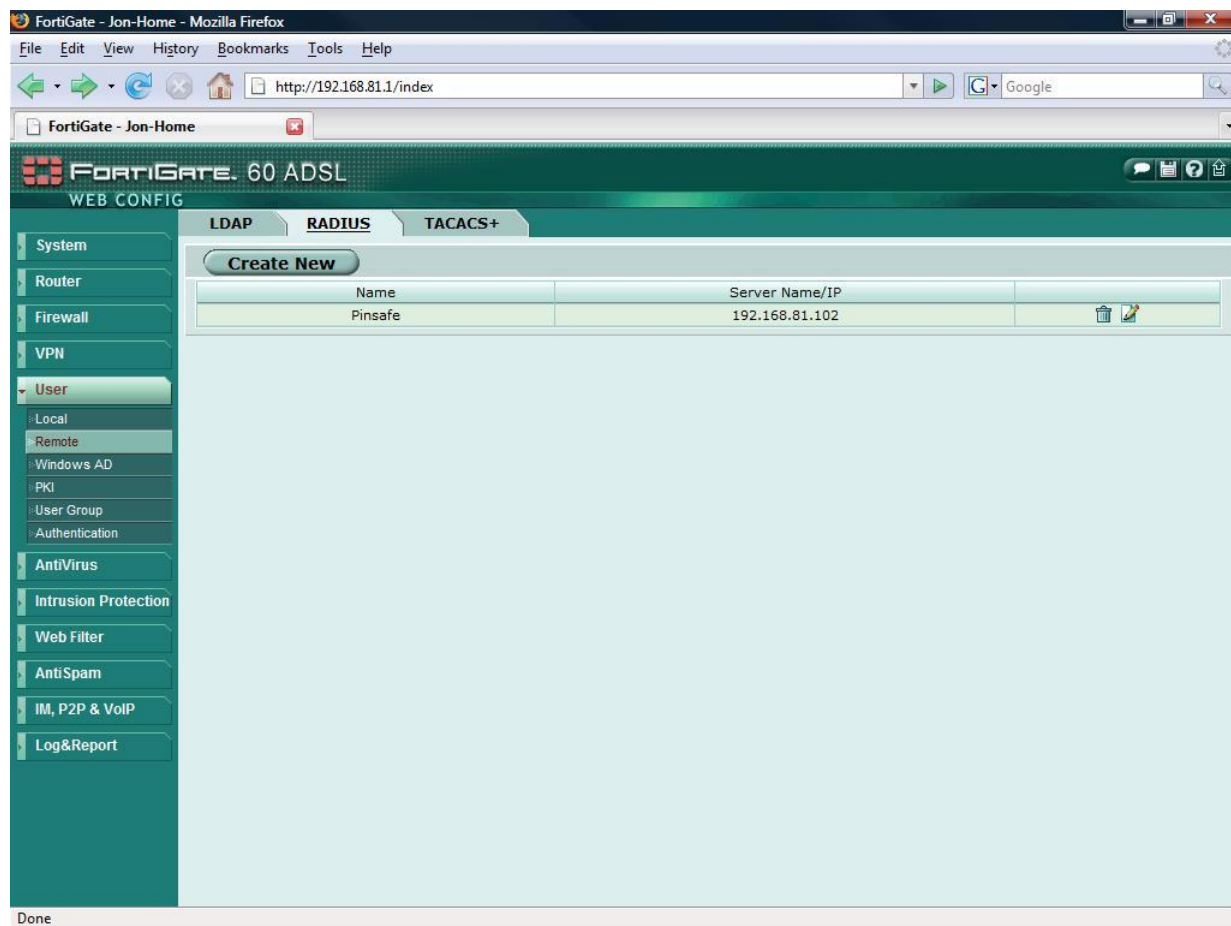 FortiGate - Jon-Home - Mozilla Firefox
File Edit View History Bookmarks Tools Help
http://192.168.81.1/index
G Google
FortiGate - Jon-Home
FORTIGATE. 60 ADSL
WEB CONFIG
LDAP RADIUS TACACS+
Create New
Name Server Name/IP
Pinsafe 192.168.81.102
System
Router
Firewall
VPN
User
Local
Remote
Windows AD
PKI
User Group
Authentication
AntiVirus
Intrusion Protection
Web Filter
AntiSpam
IM, P2P & VoIP
Log&Report
Done